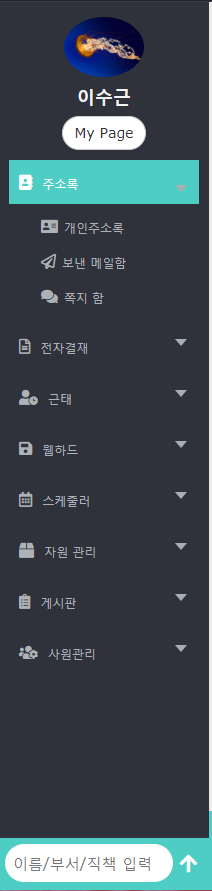 이수근
My Page
주소록
개인주소록
보낸 메일함
쪽지 함
전자결재
근태
웹하드
스케줄러
자원 관리
게시판
사원관리
이름/부서/직책 입력